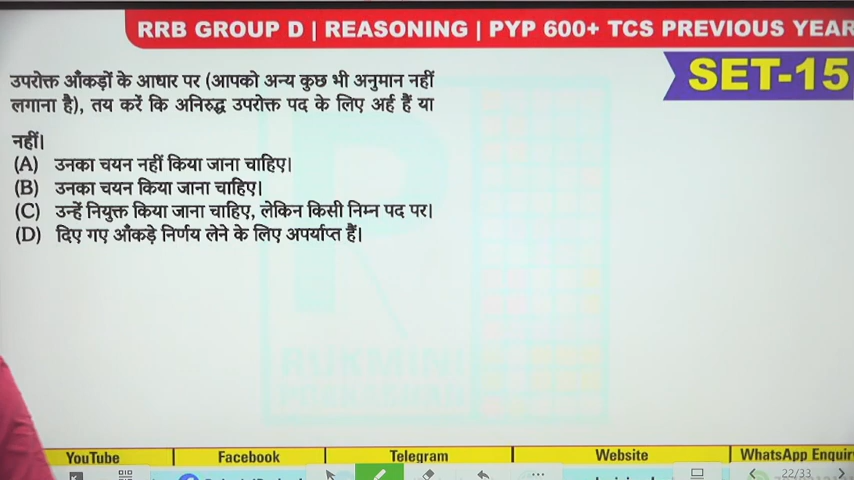 RRB GROUP D | REASONING | PYP 600+ TCS PREVIOUS YEAR
SET-15
उपरोक्त आँकड़ों के आधार पर (आपको अन्य कुछ भी अनुमान नहीं
लगाना है), तय करें कि अनिरुद्ध उपरोक्त पद के लिए अर्ह हैं या
नहीं।
(A) उनका चयन नहीं किया जाना चाहिए।
(B) उनका चयन किया जाना चाहिए।
(C) उन्हें नियुक्त किया जाना चाहिए, लेकिन किसी निम्न पद पर।
(D) दिए गए आँकड़े निर्णय लेने के लिए अपर्याप्त हैं।
RUKMINI
PRAKASHAN
YouTube Facebook Telegram Website WhatsApp Enquir
22/33